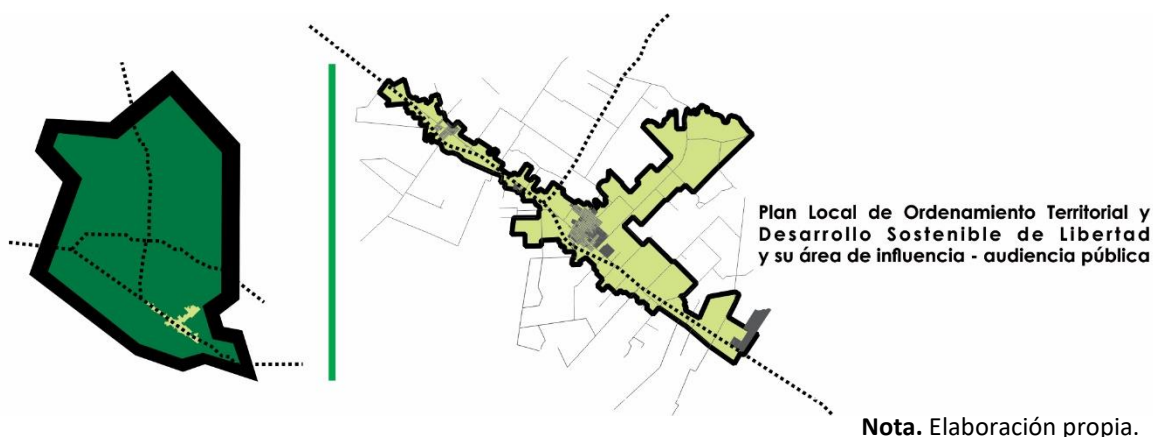 Plan Local de Ordenamiento Territorial y
Desarrollo Sostenible de Libertad
y su área de influencia - audiencia pública
Nota. Elaboración propia.